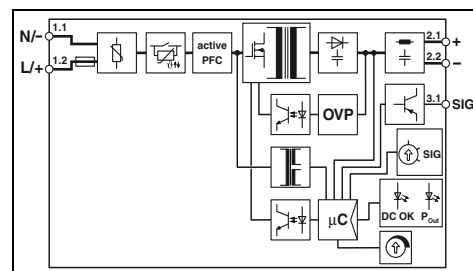 N/− 1.1
L/+ 1.2
active
PFC
2.1 +
2.2 −
3.1 SIG
OVP
SIG
ϑ
µC
DC OK P Out